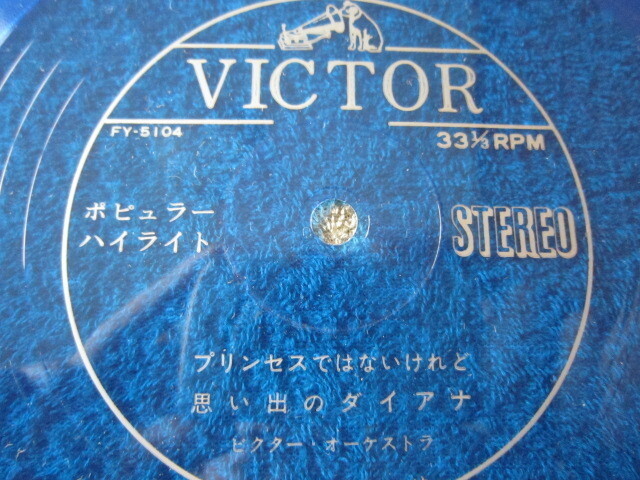 VICTOR
FY-5104
33⅓ RPM
ポピュラー
ハイライト
STEREO
プリンセスではないけれど
思い出のダイアナ
ビクター・オーケストラ